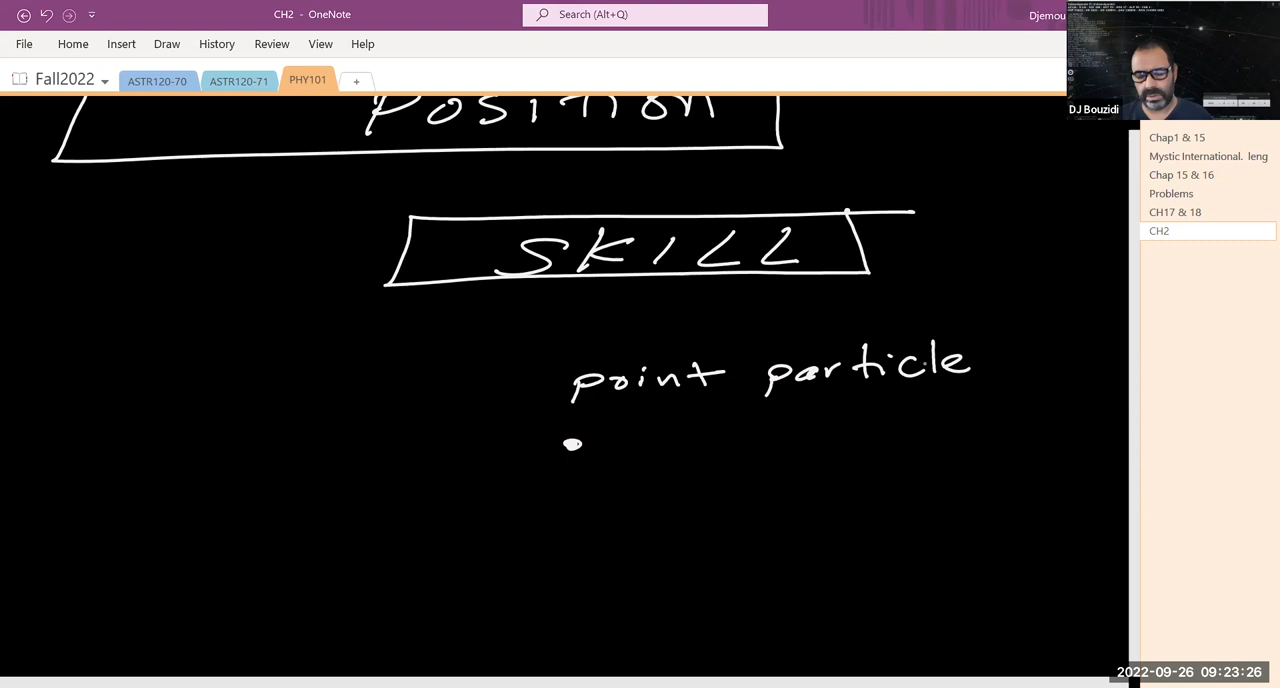 CH2 - OneNote
Search (Alt+Q)
Djemou
File Home Insert Draw History Review View Help
Fall2022 ASTR120-70 ASTR120-71 PHY101 +
DJ Bouzidi
POSITION
SKILL
point particle
Chap1 & 15
Mystic International. leng
Chap 15 & 16
Problems
CH17 & 18
CH2
2022-09-26 09:23:26